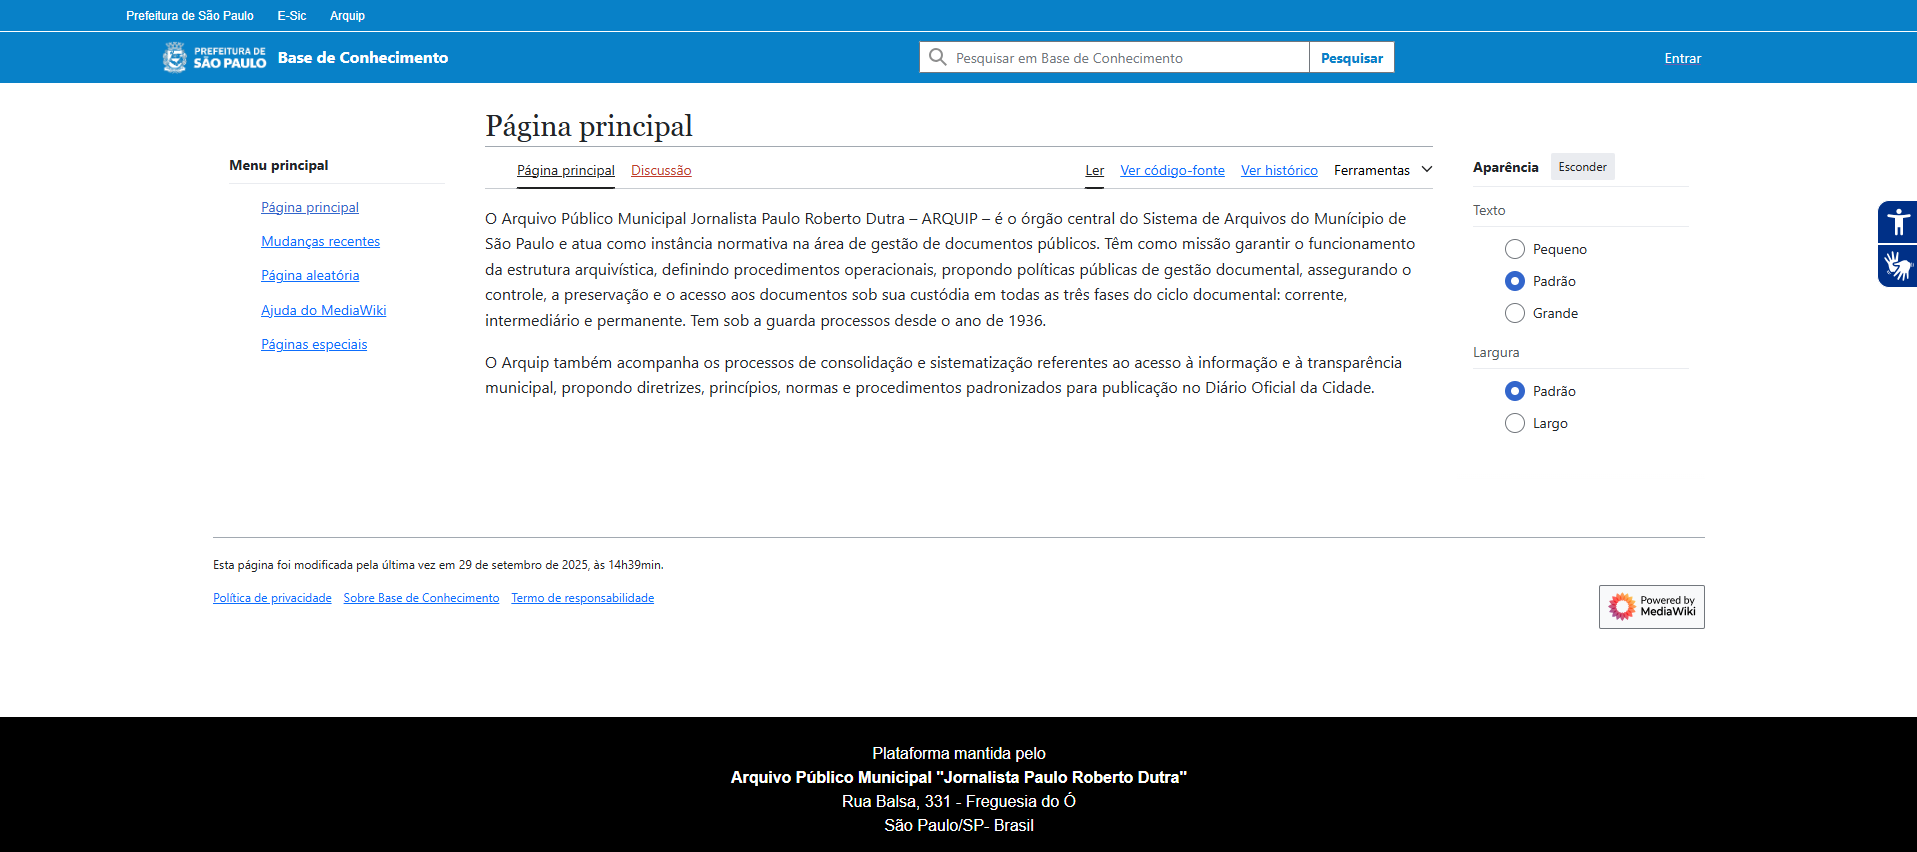 Prefeitura de São Paulo E-Sic Arquip
PREFEITURA DE
SÃO PAULO
Base de Conhecimento
Pesquisar em Base de Conhecimento
Pesquisar
Entrar
Página principal
Menu principal
Página principal
Mudanças recentes
Página aleatória
Ajuda do MediaWiki
Páginas especiais
Página principal Discussão
Ler Ver código-fonte Ver histórico Ferramentas
O Arquivo Público Municipal Jornalista Paulo Roberto Dutra – ARQUIP – é o órgão central do Sistema de Arquivos do Munícipio de
São Paulo e atua como instância normativa na área de gestão de documentos públicos. Têm como missão garantir o funcionamento
da estrutura arquivística, definindo procedimentos operacionais, propondo políticas públicas de gestão documental, assegurando o
controle, a preservação e o acesso aos documentos sob sua custódia em todas as três fases do ciclo documental: corrente,
intermediário e permanente. Tem sob a guarda processos desde o ano de 1936.
O Arquip também acompanha os processos de consolidação e sistematização referentes ao acesso à informação e à transparência
municipal, propondo diretrizes, princípios, normas e procedimentos padronizados para publicação no Diário Oficial da Cidade.
Aparência Esconder
Texto
Pequeno
Padrão
Grande
Largura
Padrão
Largo
Esta página foi modificada pela última vez em 29 de setembro de 2025, às 14h39min.
Política de privacidade Sobre Base de Conhecimento Termo de responsabilidade
Powered by
MediaWiki
Plataforma mantida pelo
Arquivo Público Municipal "Jornalista Paulo Roberto Dutra"
Rua Balsa, 331 - Freguesia do Ó
São Paulo/SP- Brasil